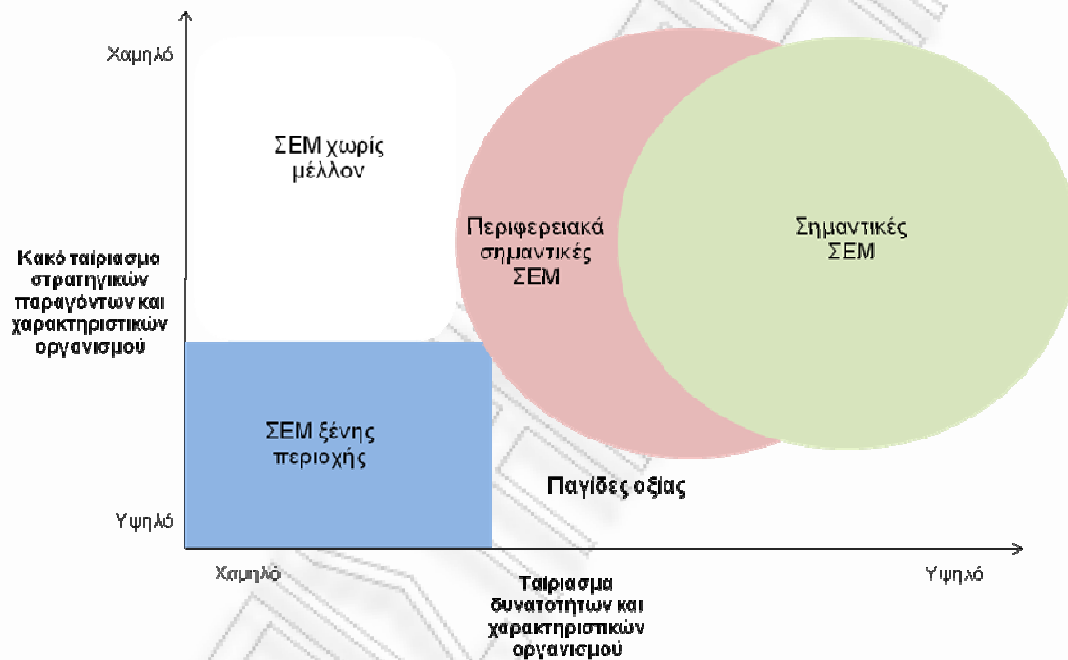 Χαμηλό
ΣΕΜ χωρίς
μέλλον
Περιφερειακά
σημαντικές
ΣΕΜ
Σημαντικές
ΣΕΜ
Κακό ταίριασμα
στρατηγικών
παραγόντων και
χαρακτηριστικών
οργανισμού
ΣΕΜ ξένης
περιοχής
Παγίδες οξίας
Υψηλό
Χαμηλό
Υψηλό
Ταίριασμα
δυνατοτήτων και
χαρακτηριστικών
οργανισμού